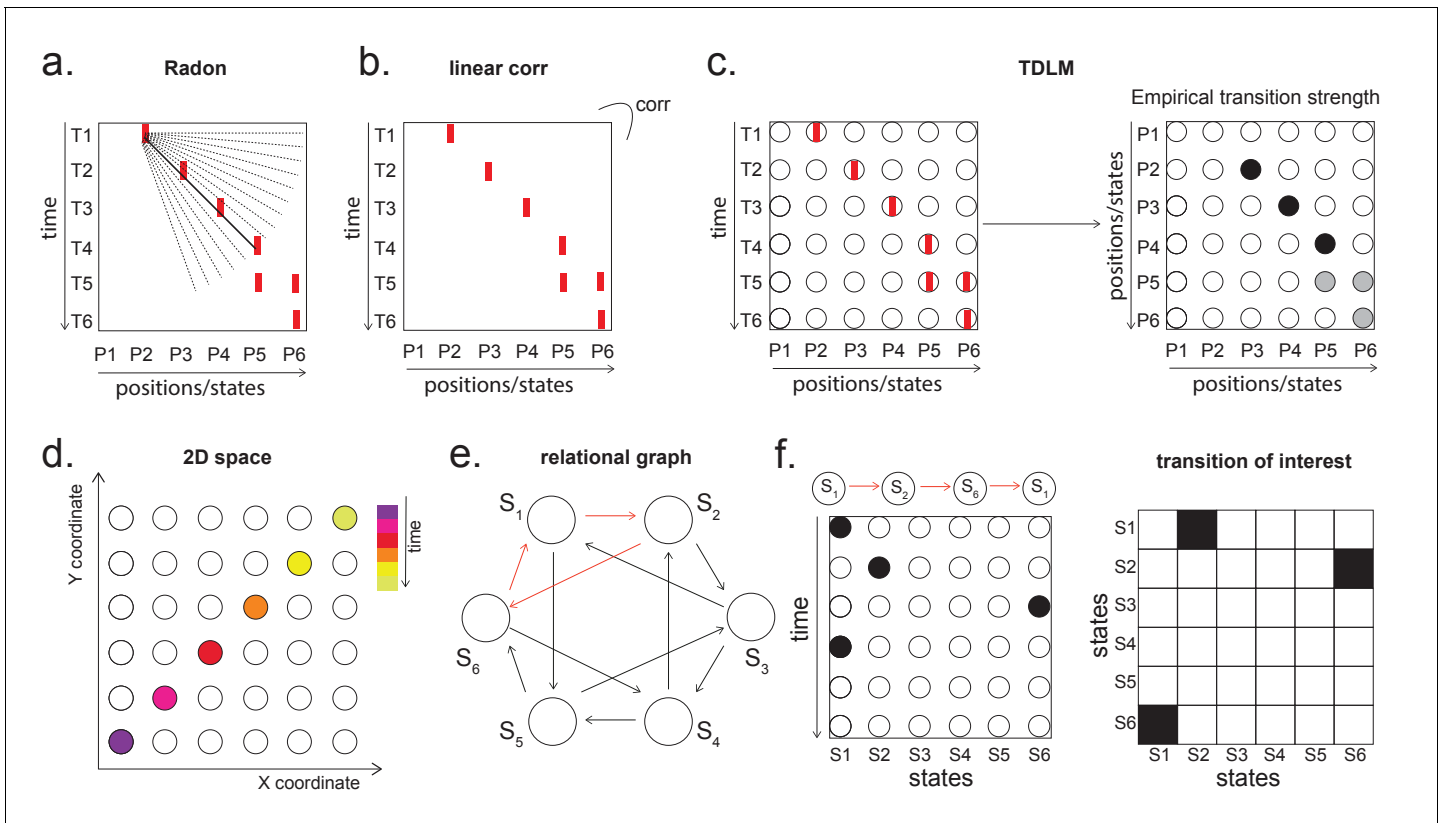 a.
Radon
T1
T2
T3
T4
T5
T6
time
P1 P2 P3 P4 P5 P6
positions/states
b.
linear corr
corr
T1
T2
T3
T4
T5
T6
time
P1 P2 P3 P4 P5 P6
positions/states
c.
TDLM
T1
T2
T3
T4
T5
T6
time
P1 P2 P3 P4 P5 P6
positions/states
Empirical transition strength
P1
P2
P3
P4
P5
P6
positions/states
P1 P2 P3 P4 P5 P6
positions/states
d.
2D space
Y coordinate
time
X coordinate
e.
relational graph
S1
S2
S6
S3
S5
S4
f.
S1 S2 S6 S1
time
S1 S2 S3 S4 S5 S6
states
transition of interest
S1
S2
S3
S4
S5
S6
states
S1 S2 S3 S4 S5 S6
states